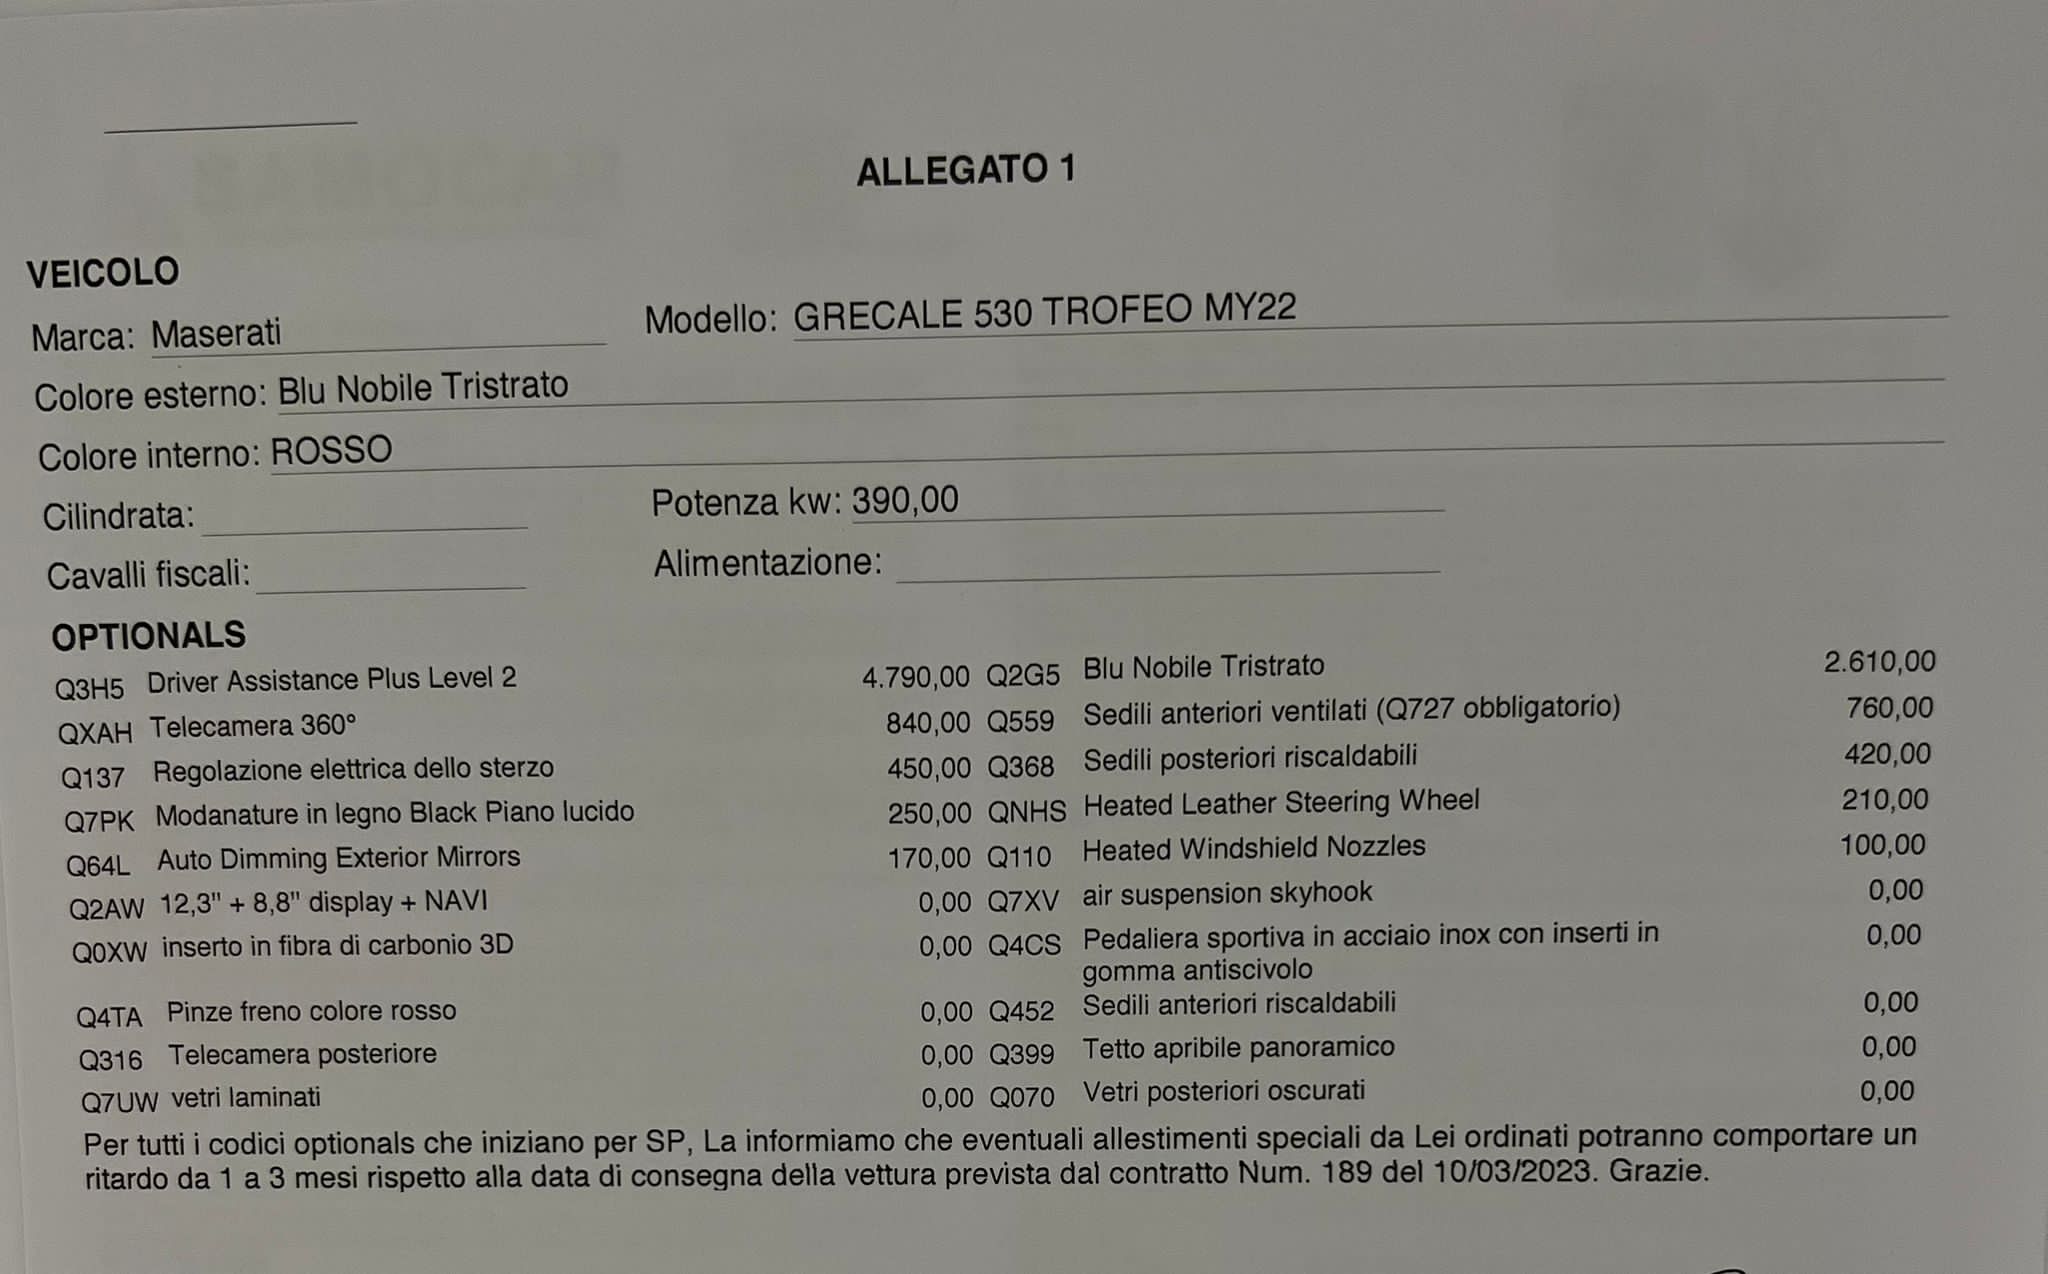 ALLEGATO 1
VEICOLO
Marca: Maserati Modello: GRECALE 530 TROFEO MY22
Colore esterno: Blu Nobile Tristrato
Colore interno: ROSSO
Cilindrata: Potenza kw: 390,00
Cavalli fiscali: Alimentazione:
OPTIONALS
Q3H5 Driver Assistance Plus Level 2 4.790,00 Q2G5 Blu Nobile Tristrato 2.610,00
QXAH Telecamera 360° 840,00 Q559 Sedili anteriori ventilati (Q727 obbligatorio) 760,00
Q137 Regolazione elettrica dello sterzo 450,00 Q368 Sedili posteriori riscaldabili 420,00
Q7PK Modanature in legno Black Piano lucido 250,00 QNHS Heated Leather Steering Wheel 210,00
Q64L Auto Dimming Exterior Mirrors 170,00 Q110 Heated Windshield Nozzles 100,00
Q2AW 12,3" + 8,8" display + NAVI 0,00 Q7XV air suspension skyhook 0,00
Q0XW inserto in fibra di carbonio 3D 0,00 Q4CS Pedaliera sportiva in acciaio inox con inserti in 0,00
gomma antiscivolo
Q4TA Pinze freno colore rosso 0,00 Q452 Sedili anteriori riscaldabili 0,00
Q316 Telecamera posteriore 0,00 Q399 Tetto apribile panoramico 0,00
Q7UW vetri laminati 0,00 Q070 Vetri posteriori oscurati 0,00
Per tutti i codici optionals che iniziano per SP, La informiamo che eventuali allestimenti speciali da Lei ordinati potranno comportare un
ritardo da 1 a 3 mesi rispetto alla data di consegna della vettura prevista dal contratto Num. 189 del 10/03/2023. Grazie.